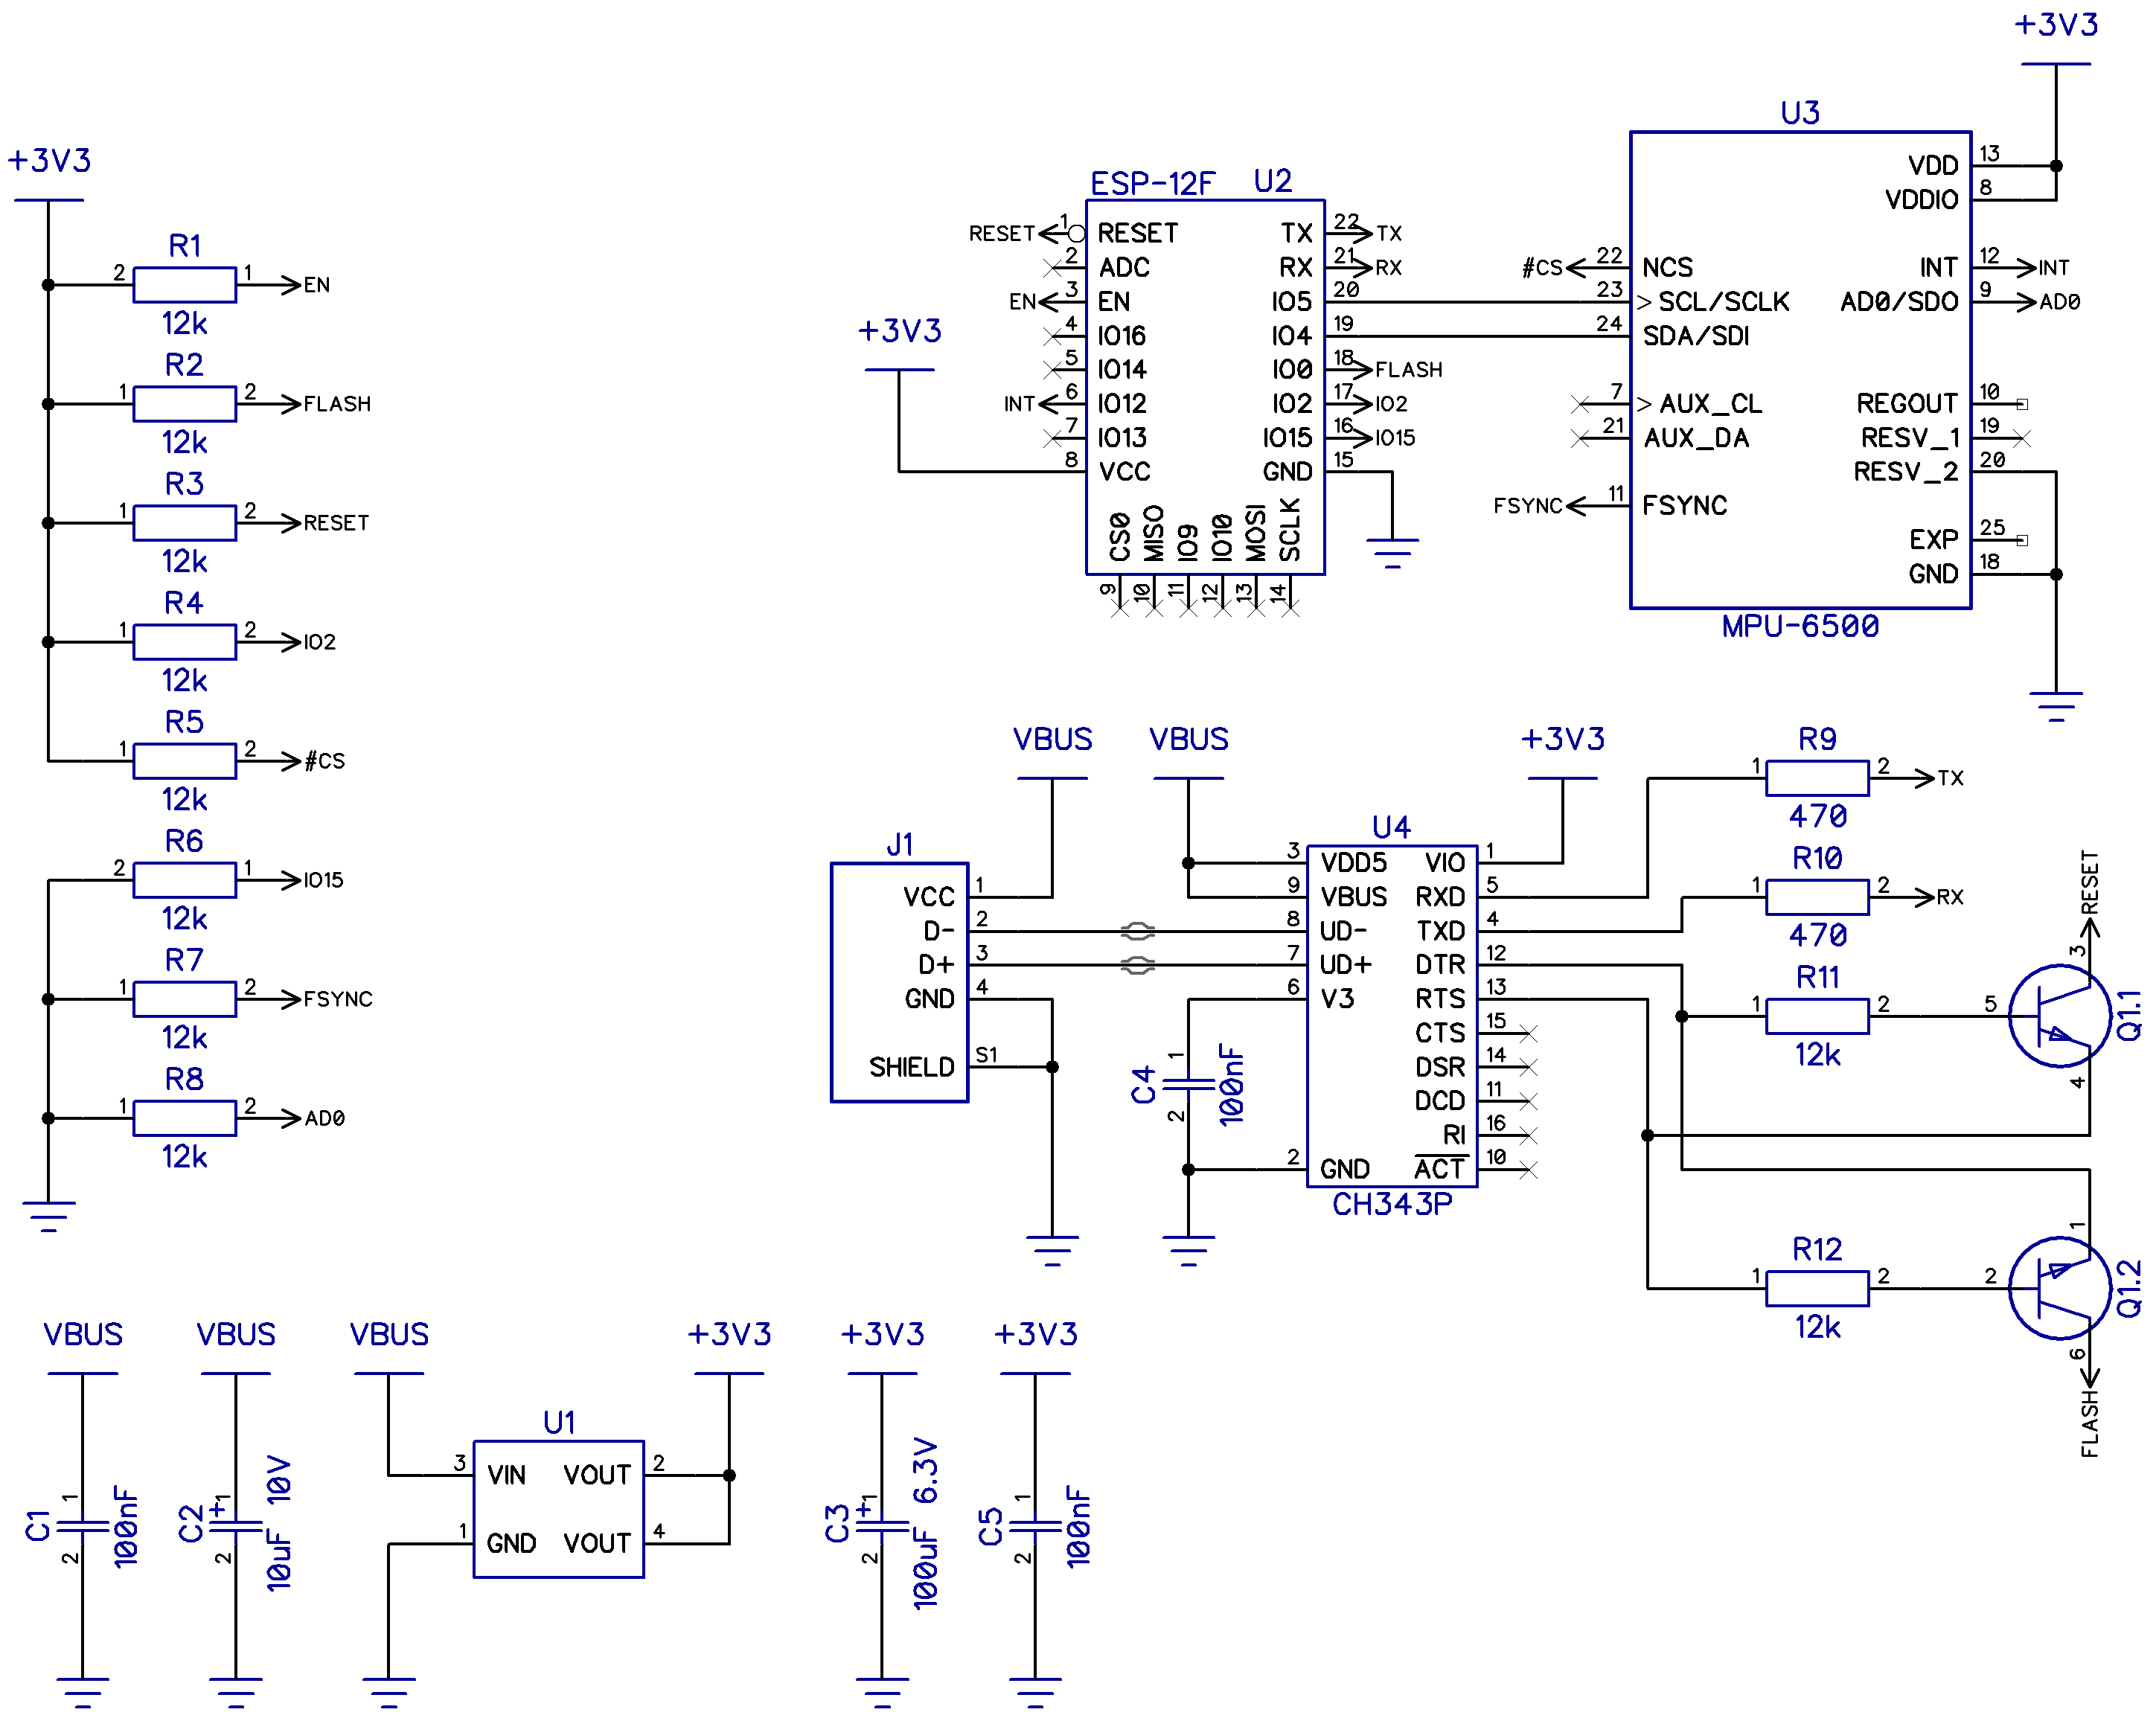 +3V3
R1
2 1 EN
12k
R2
1 2 FLASH
12k
R3
1 2 RESET
12k
R4
1 2 IO2
12k
R5
1 2 #CS
12k
R6
2 1 IO15
12k
R7
1 2 FSYNC
12k
R8
1 2 AD0
12k
ESP-12F U2
+3V3
RESET 1 RESET TX 22 TX
2 ADC RX 21 RX
EN 3 EN IO5 20
4 IO16 IO4 19
5 IO14 IO0 18 FLASH
INT 6 IO12 IO2 17 IO2
7 IO13 IO15 16 IO15
8 VCC GND 15
CS0 MISO IO9 IO10 MOSI SCLK
9 10 11 12 13 14
+3V3
U3
VDD 13
VDDIO 8
#CS 22 NCS INT 12 INT
23 >SCL/SCLK AD0/SDO 9 AD0
24 SDA/SDI
7 > AUX_CL REGOUT 10
21 AUX_DA RESV_1 19
RESV_2 20
FSYNC 11 FSYNC
EXP 25
GND 18
MPU-6500
VBUS
J1
VCC 1
D- 2
D+ 3
GND 4
SHIELD S1
VBUS
+3V3
U4
3 VDD5 VIO 1
9 VBUS RXD 5
8 UD- TXD 4
7 UD+ DTR 12
6 V3 RTS 13
CTS 15
DSR 14
DCD 11
RI 16
2 GND ACT 10
CH343P
C4
1
2
100nF
R9
1 2 TX
470
R10
1 2 RX
470
R11
1 2
12k
RESET
3
5
4
Q1.1
R12
1 2
12k
1
2
6
Q1.2
FLASH
VBUS
C1
1
2
100nF
VBUS
C2
+
1
2
10uF 10V
VBUS
+3V3
U1
3 VIN VOUT 2
1 GND VOUT 4
+3V3
C3
+
1
2
100uF 6.3V
+3V3
C5
1
2
100nF